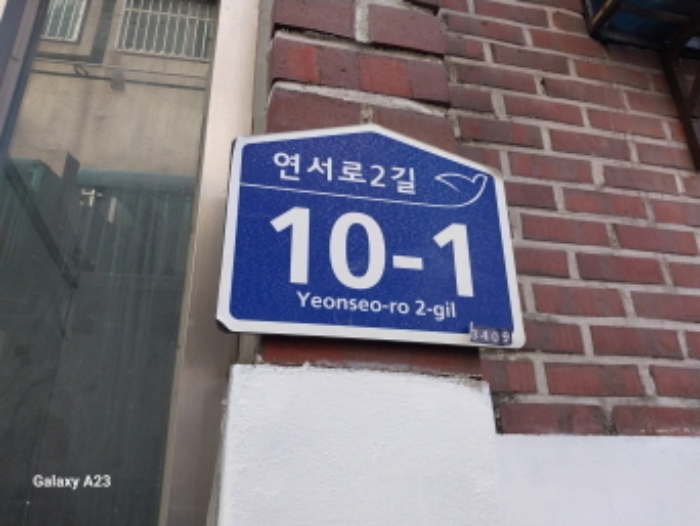 연서로2길
10-1
Yeonseo-ro 2-gil
3409
Galaxy A23